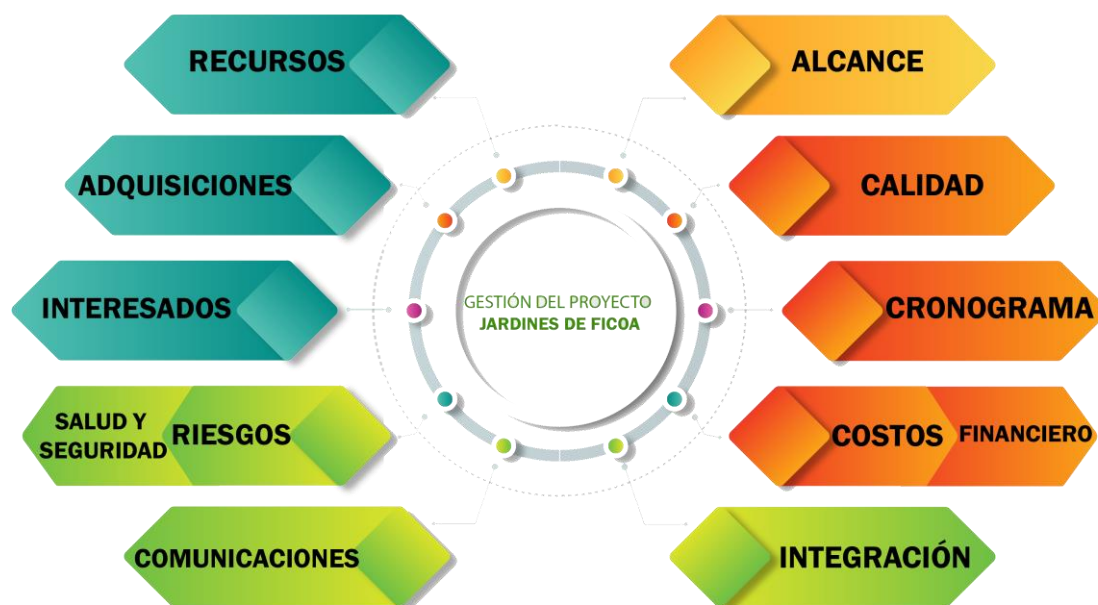 RECURSOS
ALCANCE
ADQUISICIONES
CALIDAD
INTERESADOS
GESTIÓN DEL PROYECTO
JARDINES DE FICOA
CRONOGRAMA
SALUD Y
SEGURIDAD
RIESGOS
COSTOS
FINANCIERO
COMUNICACIONES
INTEGRACIÓN